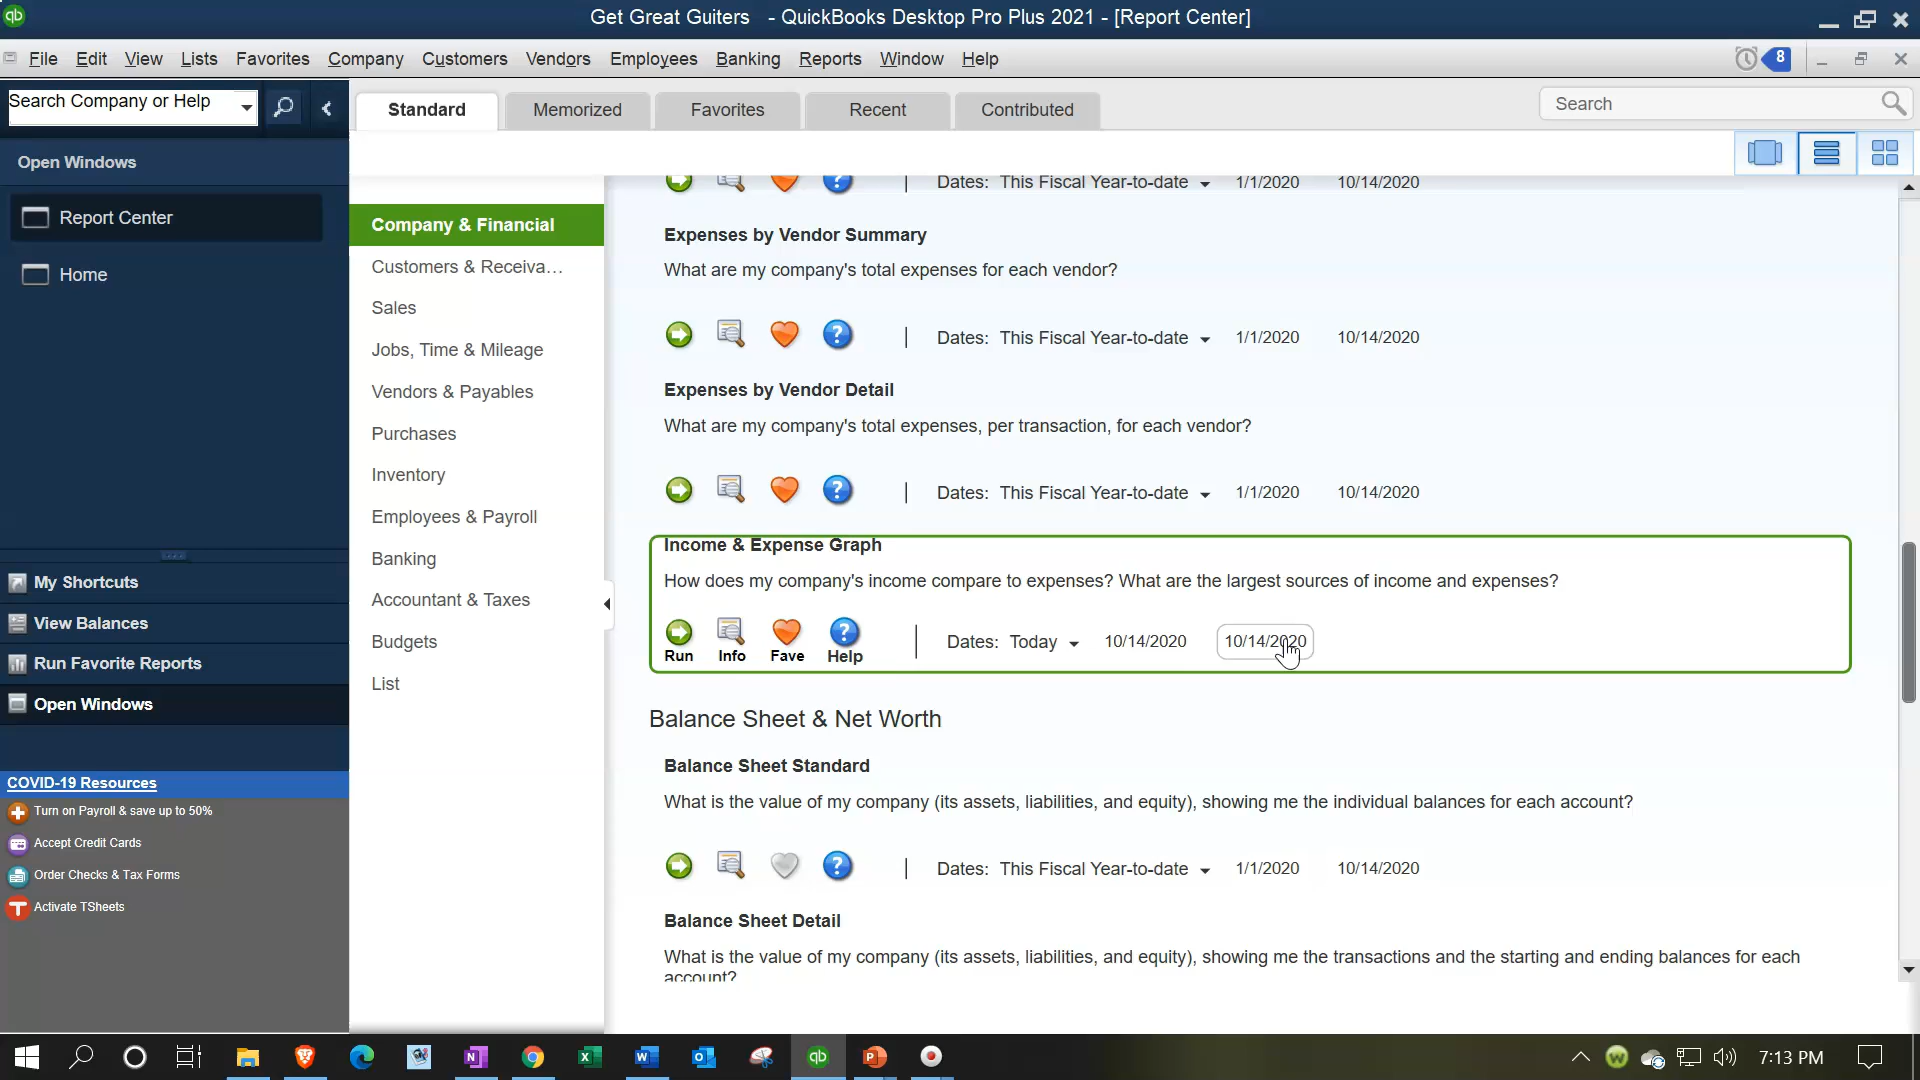 Get Great Guiters - QuickBooks Desktop Pro Plus 2021 - [Report Center]
File Edit View Lists Favorites Company Customers Vendors Employees Banking Reports Window Help
8
Search Company or Help
Standard Memorized Favorites Recent Contributed
Search
Open Windows
Report Center
Home
My Shortcuts
View Balances
Run Favorite Reports
Open Windows
COVID-19 Resources
Turn on Payroll & save up to 50%
Accept Credit Cards
Order Checks & Tax Forms
Activate TSheets
Company & Financial
Customers & Receiva...
Sales
Jobs, Time & Mileage
Vendors & Payables
Purchases
Inventory
Employees & Payroll
Banking
Accountant & Taxes
Budgets
List
Dates: This Fiscal Year-to-date 1/1/2020 10/14/2020
Expenses by Vendor Summary
What are my company's total expenses for each vendor?
Dates: This Fiscal Year-to-date 1/1/2020 10/14/2020
Expenses by Vendor Detail
What are my company's total expenses, per transaction, for each vendor?
Dates: This Fiscal Year-to-date 1/1/2020 10/14/2020
Income & Expense Graph
How does my company's income compare to expenses? What are the largest sources of income and expenses?
Run Info Fave Help Dates: Today 10/14/2020 10/14/2020
Balance Sheet & Net Worth
Balance Sheet Standard
What is the value of my company (its assets, liabilities, and equity), showing me the individual balances for each account?
Dates: This Fiscal Year-to-date 1/1/2020 10/14/2020
Balance Sheet Detail
What is the value of my company (its assets, liabilities, and equity), showing me the transactions and the starting and ending balances for each
account?
7:13 PM